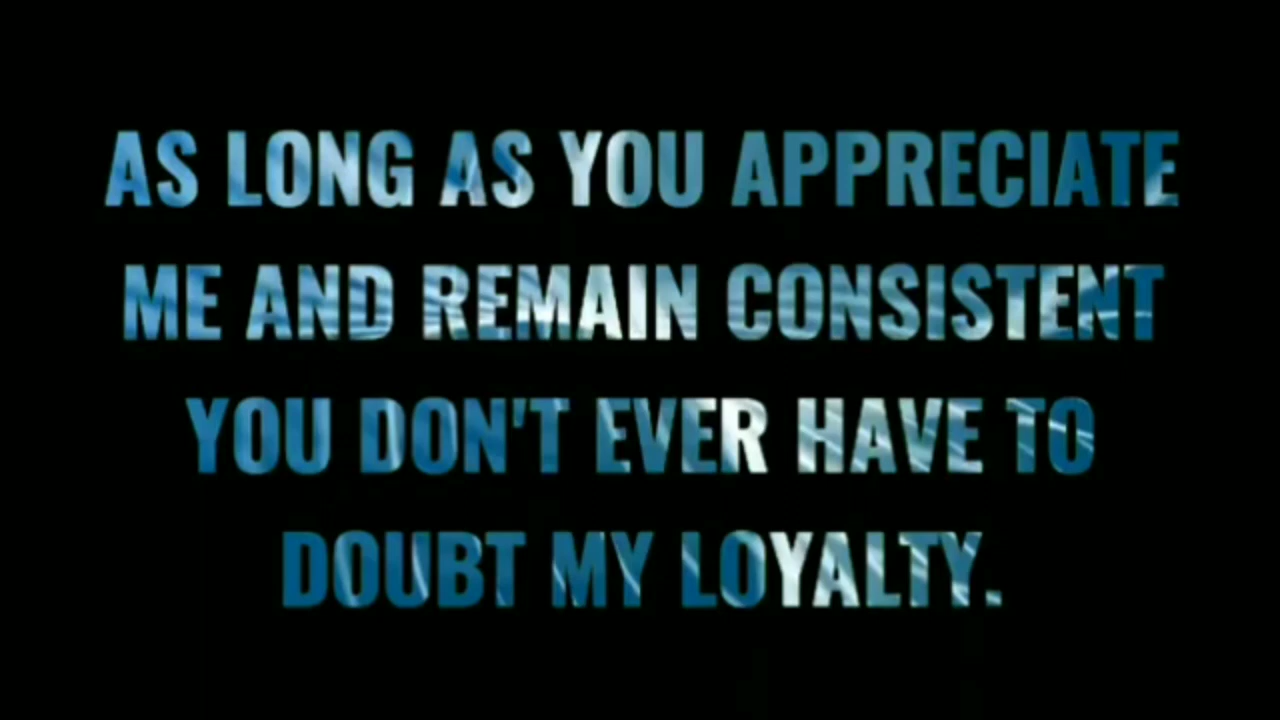 AS LONG AS YOU APPRECIATE
ME AND REMAIN CONSISTENT
YOU DON'T EVER HAVE TO
DOUBT MY LOYALTY.